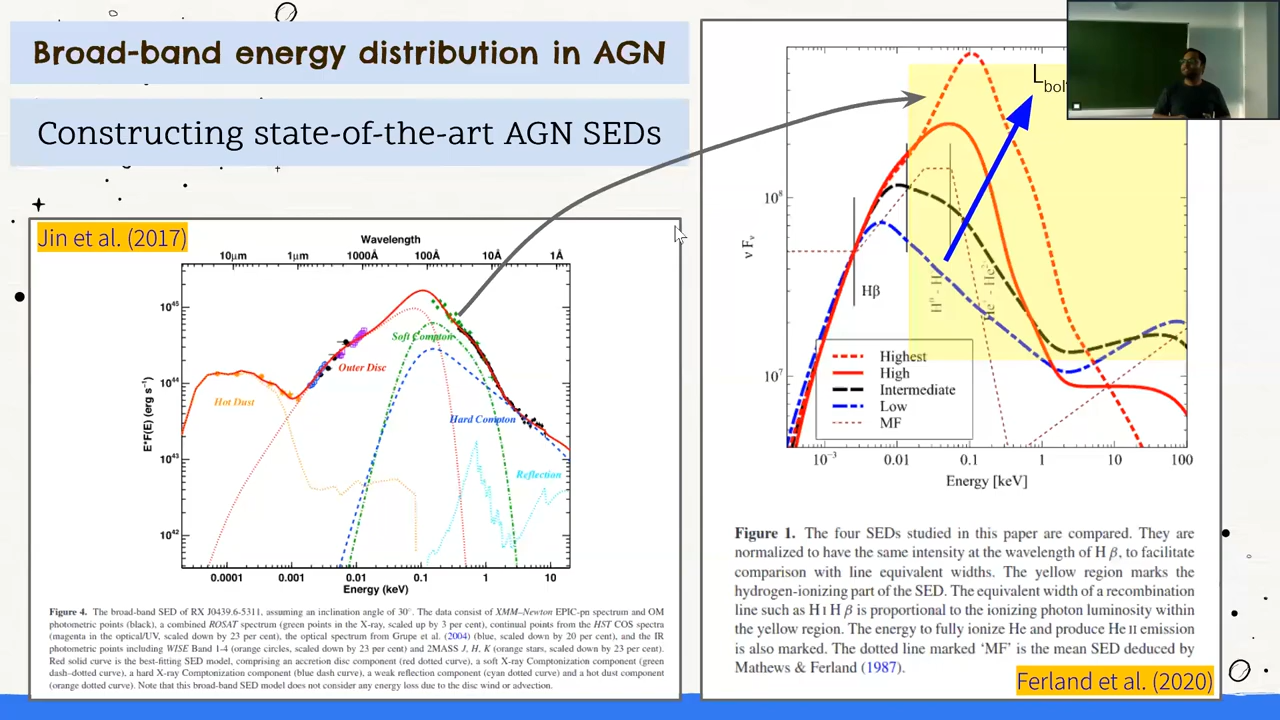 Broad-band energy distribution in AGN
Constructing state-of-the-art AGN SEDs
Jin et al. (2017)
Wavelength
10μm 1μm 1000Å 100Å 10Å 1Å
10^45
10^44
10^43
10^42
E*F(E) (erg s⁻¹)
Hot Dust
Outer Disc
Soft Compton
Hard Compton
Reflection
0.0001 0.001 0.01 0.1 1 10
Energy (keV)
Figure 4. The broad-band SED of RX J0439.6-5311, assuming an inclination angle of 30°. The data consist of XMM–Newton EPIC-pn spectrum and OM
photometric points (black), a combined ROSAT spectrum (green points in the X-ray, scaled up by 3 per cent), continual points from the HST COS spectra
(magenta in the optical/UV, scaled down by 23 per cent), the optical spectrum from Grupe et al. (2004) (blue, scaled down by 20 per cent), and the IR
photometric points including WISE Band 1-4 (orange circles, scaled down by 23 per cent) and 2MASS J, H, K (orange stars, scaled down by 23 per cent).
Red solid curve is the best-fitting SED model, comprising an accretion disc component (red dotted curve), a soft X-ray Comptonization component (green
dash–dotted curve), a hard X-ray Comptonization component (blue dash curve), a weak reflection component (cyan dotted curve) and a hot dust component
(orange dotted curve). Note that this broad-band SED model does not consider any energy loss due to the disc wind or advection.
10^8
10^7
ν Fν
Hβ
Highest
High
Intermediate
Low
MF
10⁻³ 0.01 0.1 1 10 100
Energy [keV]
Figure 1. The four SEDs studied in this paper are compared. They are
normalized to have the same intensity at the wavelength of H β, to facilitate
comparison with line equivalent widths. The yellow region marks the
hydrogen-ionizing part of the SED. The equivalent width of a recombination
line such as H I H β is proportional to the ionizing photon luminosity within
the yellow region. The energy to fully ionize He and produce He II emission
is also marked. The dotted line marked ‘MF’ is the mean SED deduced by
Mathews & Ferland (1987).
Ferland et al. (2020)